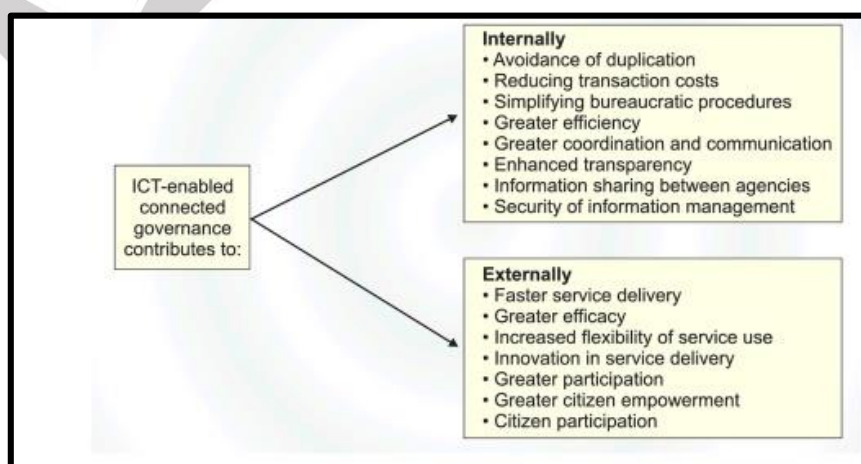 ICT-enabled
connected
governance
contributes to:
Internally
• Avoidance of duplication
• Reducing transaction costs
• Simplifying bureaucratic procedures
• Greater efficiency
• Greater coordination and communication
• Enhanced transparency
• Information sharing between agencies
• Security of information management
Externally
• Faster service delivery
• Greater efficacy
• Increased flexibility of service use
• Innovation in service delivery
• Greater participation
• Greater citizen empowerment
• Citizen participation